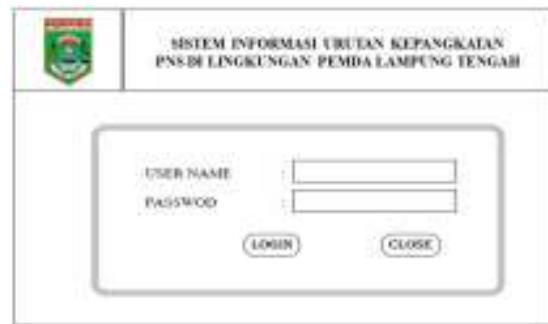 SISTEM INFORMASI URUTAN KEPANGKATAN
PNS DI LINGKUNGAN PEMDA LAMPUNG TENGAH
USER NAME :
PASSWOD :
LOGIN CLOSE